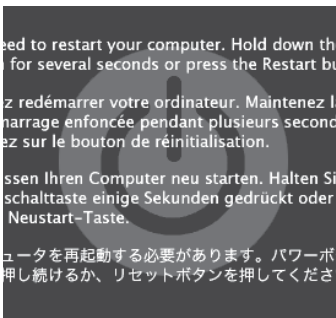 eed to restart your computer. Hold down th
for several seconds or press the Restart bu
ez redémarrer votre ordinateur. Maintenez l
marrage enfoncée pendant plusieurs second
ez sur le bouton de réinitialisation.
ssen Ihren Computer neu starten. Halten Si
schalttaste einige Sekunden gedrückt oder
Neustart-Taste.
ュータを再起動する必要があります。パワーボ
押し続けるか、リセットボタンを押してくださ